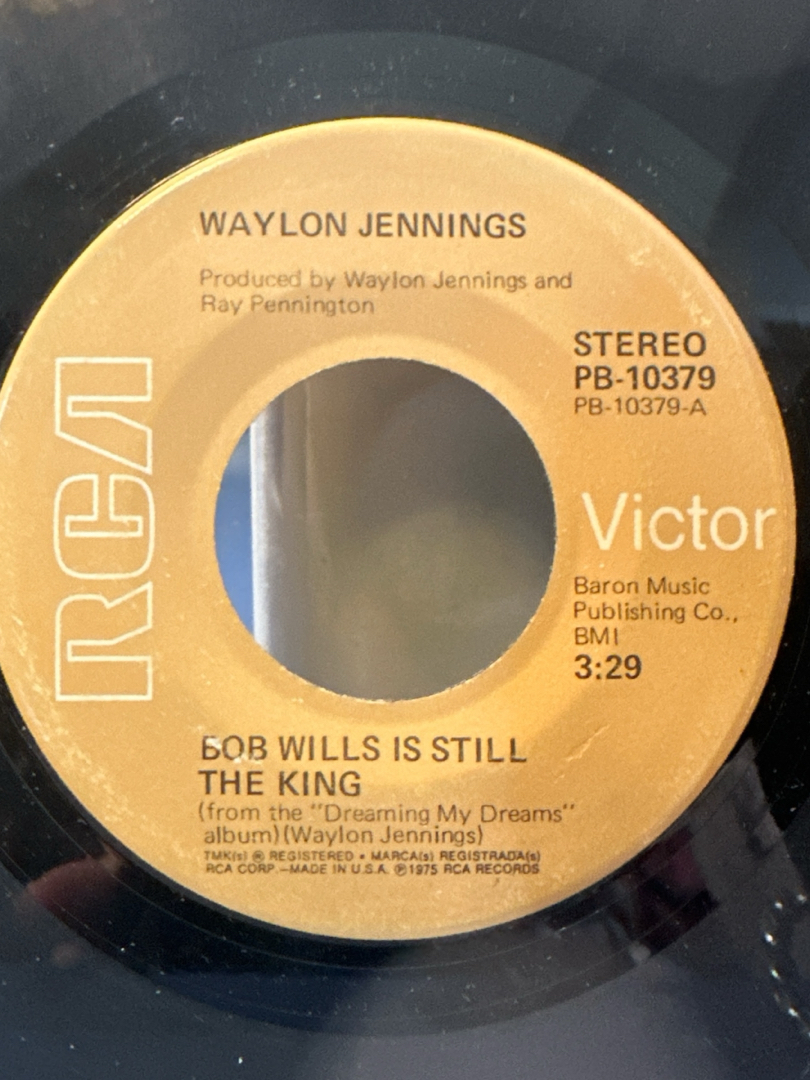 WAYLON JENNINGS
Produced by Waylon Jennings and
Ray Pennington
STEREO
PB-10379
PB-10379-A
RCA
Victor
Baron Music
Publishing Co.,
BMI
3:29
BOB WILLS IS STILL
THE KING
(from the "Dreaming My Dreams"
album)(Waylon Jennings)
TMK(s) ® REGISTERED • MARCA(s) REGISTRADA(s)
RCA CORP.—MADE IN U.S.A. ℗1975 RCA RECORDS